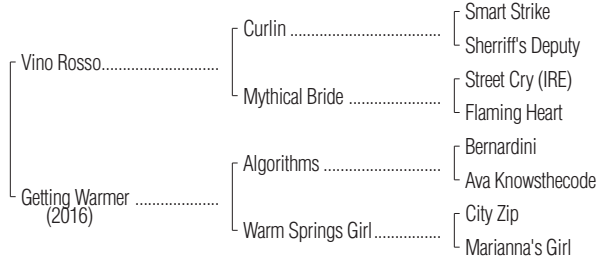 Smart Strike
Curlin ....................................
Sherriff's Deputy
Vino Rosso............................
Street Cry (IRE)
Mythical Bride ......................
Flaming Heart
Bernardini
Algorithms ............................
Ava Knowsthecode
Getting Warmer ....................
(2016)
City Zip
Warm Springs Girl................
Marianna's Girl